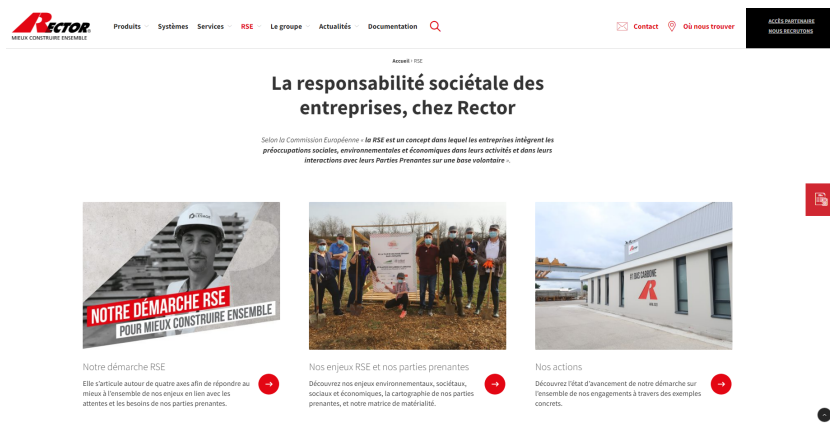 RECTOR
MIEUX CONSTRUIRE ENSEMBLE
Produits
Systèmes
Services
RSE
Le groupe
Actualités
Documentation
Contact
Où nous trouver
ACCÈS PARTENAIRE
NOUS RECRUTONS
Accueil / RSE
La responsabilité sociétale des
entreprises, chez Rector
Selon la Commission Européenne « la RSE est un concept dans lequel les entreprises intègrent les
préoccupations sociales, environnementales et économiques dans leurs activités et dans leurs
interactions avec leurs Parties Prenantes sur une base volontaire ».
NOTRE DÉMARCHE RSE
POUR MIEUX CONSTRUIRE ENSEMBLE
Notre démarche RSE
Elle s'articule autour de quatre axes afin de répondre au
mieux à l'ensemble de nos enjeux en lien avec les
attentes et les besoins de nos parties prenantes.
Nos enjeux RSE et nos parties prenantes
Découvrez nos enjeux environnementaux, sociétaux,
sociaux et économiques, la cartographie de nos parties
prenantes, et notre matrice de matérialité.
BAS CARBONE
Nos actions
Découvrez l'état d'avancement de notre démarche sur
l'ensemble de nos engagements à travers des exemples
concrets.